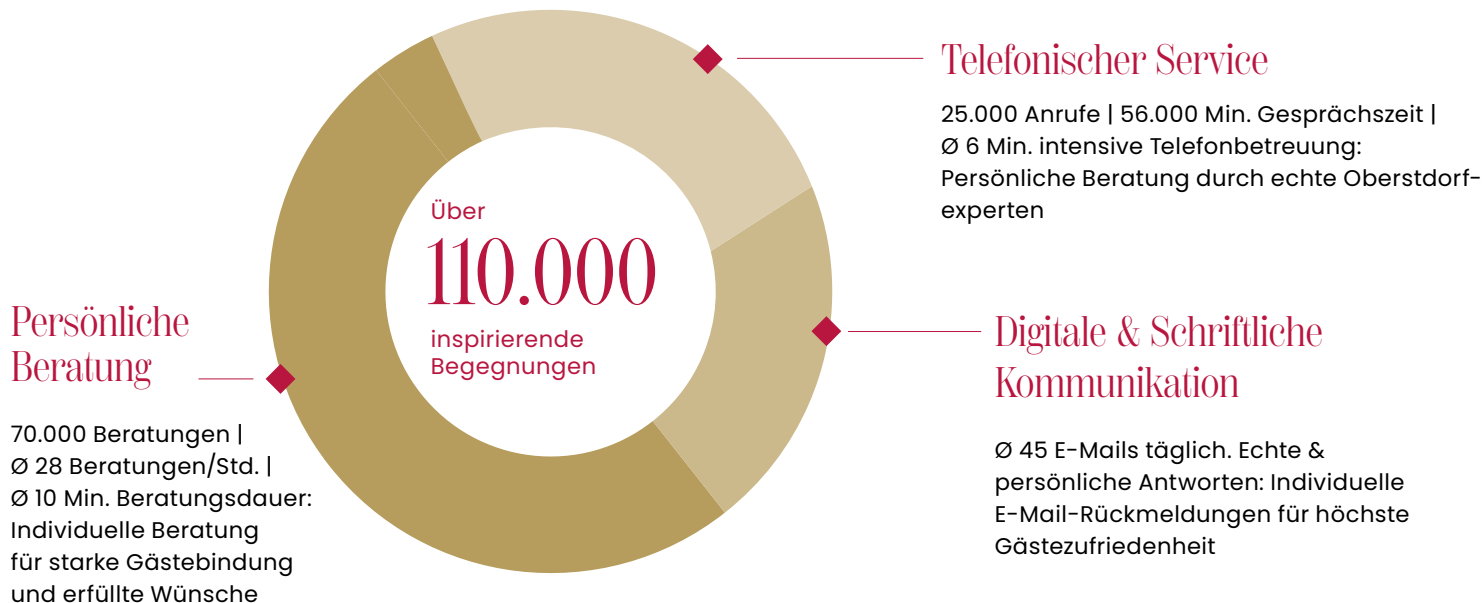 Telefonischer Service
25.000 Anrufe | 56.000 Min. Gesprächszeit |
Ø 6 Min. intensive Telefonbetreuung:
Persönliche Beratung durch echte Oberstdorf-
experten
Über
110.000
inspirierende
Begegnungen
Persönliche
Beratung
70.000 Beratungen |
Ø 28 Beratungen/Std. |
Ø 10 Min. Beratungsdauer:
Individuelle Beratung
für starke Gästebindung
und erfüllte Wünsche
Digitale & Schriftliche
Kommunikation
Ø 45 E-Mails täglich. Echte &
persönliche Antworten: Individuelle
E-Mail-Rückmeldungen für höchste
Gästezufriedenheit